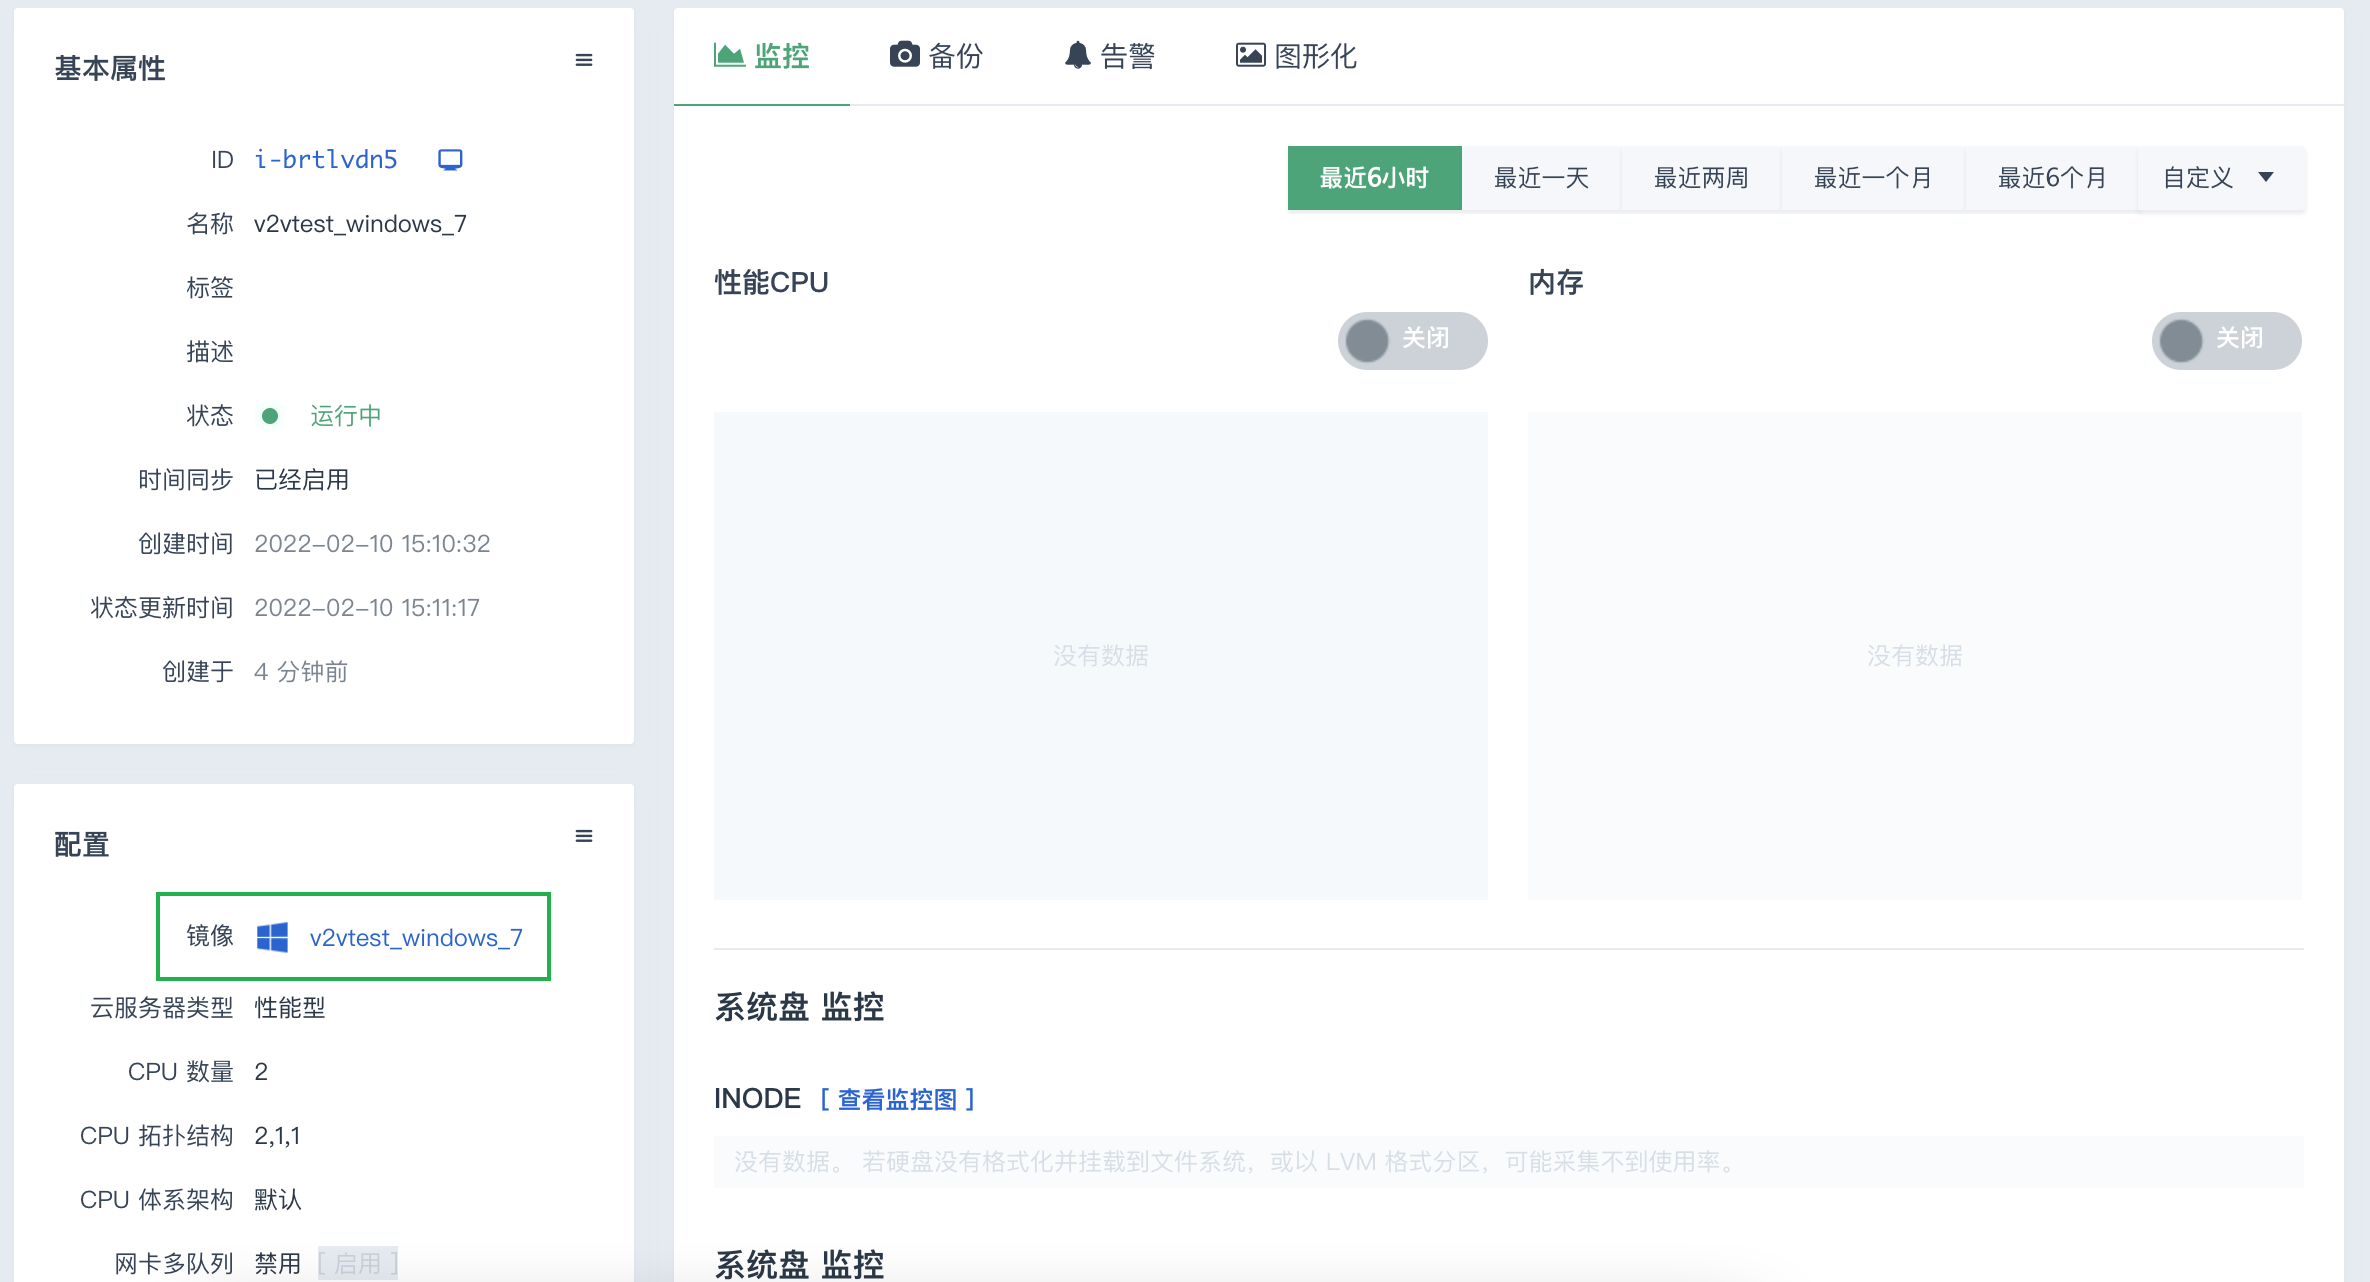 基本属性
ID i-brtlvdn5
名称 v2vtest_windows_7
标签
描述
状态 运行中
时间同步 已经启用
创建时间 2022-02-10 15:10:32
状态更新时间 2022-02-10 15:11:17
创建于 4 分钟前
配置
镜像 v2vtest_windows_7
云服务器类型 性能型
CPU 数量 2
CPU 拓扑结构 2,1,1
CPU 体系架构 默认
网卡多队列 禁用 [ 启用 ]
监控 备份 告警 图形化
最近6小时 最近一天 最近两周 最近一个月 最近6个月 自定义
性能CPU
关闭
没有数据
内存
关闭
没有数据
系统盘 监控
INODE [ 查看监控图 ]
没有数据。 若硬盘没有格式化并挂载到文件系统，或以 LVM 格式分区，可能采集不到使用率。
系统盘 监控